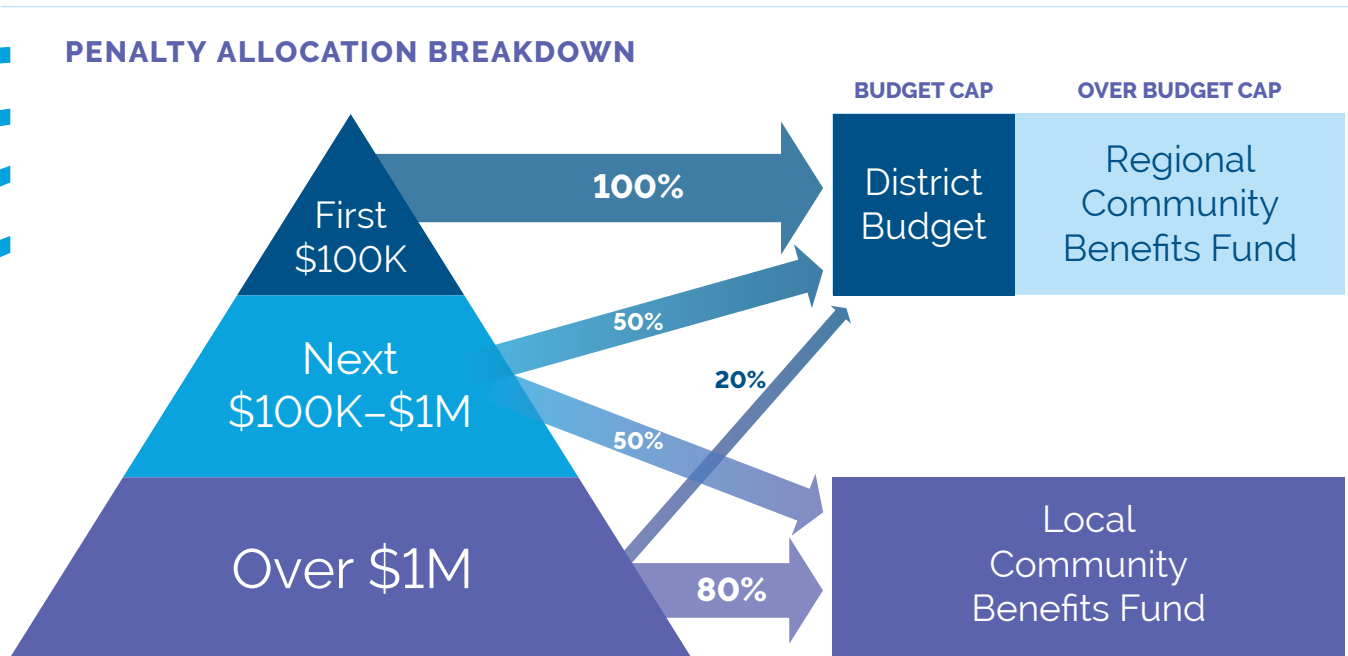 PENALTY ALLOCATION BREAKDOWN
BUDGET CAP
OVER BUDGET CAP
First
$100K
100%
District
Budget
Regional
Community
Benefits Fund
Next
$100K–$1M
50%
20%
50%
Over $1M
80%
Local
Community
Benefits Fund